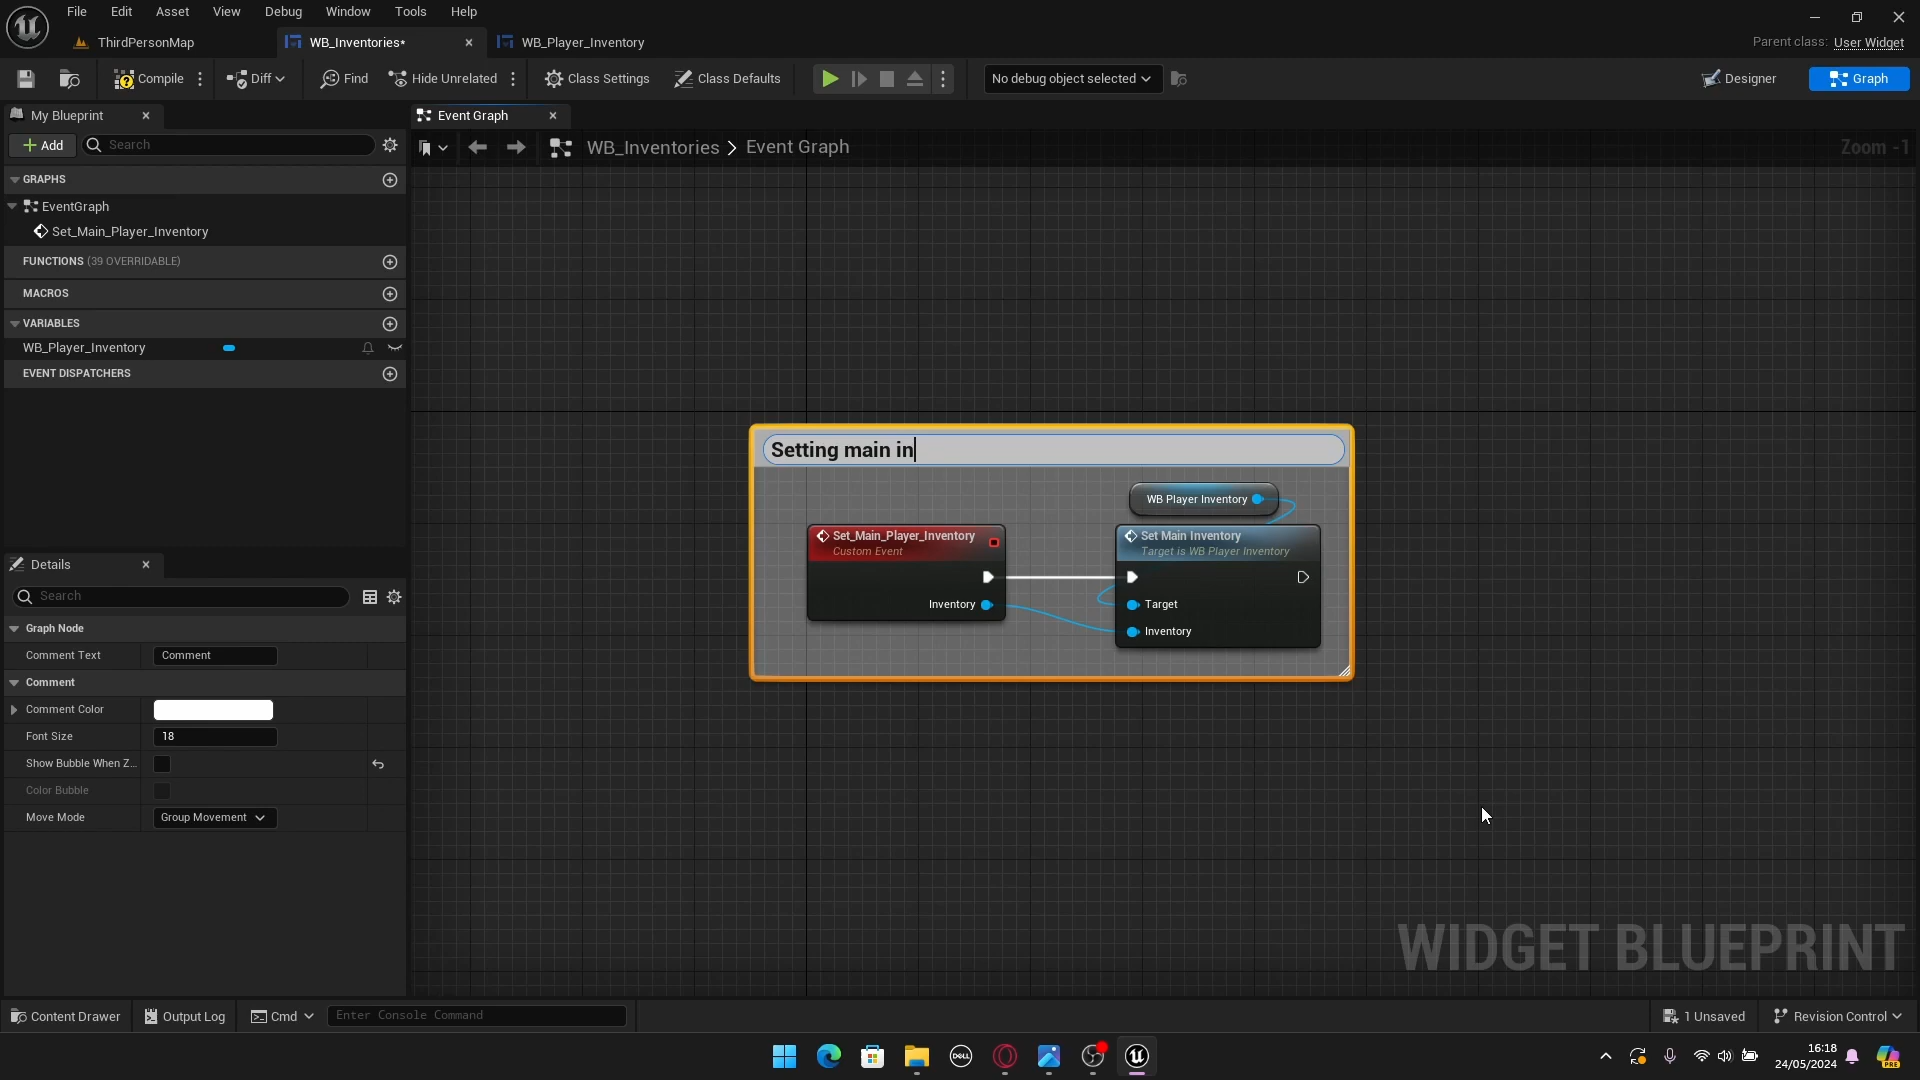 File Edit Asset View Debug Window Tools Help
ThirdPersonMap WB_Inventories* WB_Player_Inventory Parent class: User Widget
Compile Diff Find Hide Unrelated Class Settings Class Defaults No debug object selected Designer Graph
My Blueprint Event Graph
Add Search WB_Inventories > Event Graph Zoom -1
GRAPHS
EventGraph
Set_Main_Player_Inventory
FUNCTIONS (39 OVERRIDABLE)
MACROS
VARIABLES
WB_Player_Inventory
EVENT DISPATCHERS
Setting main in
WB Player Inventory
Set_Main_Player_Inventory
Custom Event
Inventory
Set Main Inventory
Target is WB Player Inventory
Target
Inventory
Details
Search
Graph Node
Comment Text Comment
Comment
Comment Color
Font Size 18
Show Bubble When Z...
Color Bubble
Move Mode Group Movement
WIDGET BLUEPRINT
Content Drawer Output Log Cmd Enter Console Command 1 Unsaved Revision Control
DELL
PRE
16:18
24/05/2024